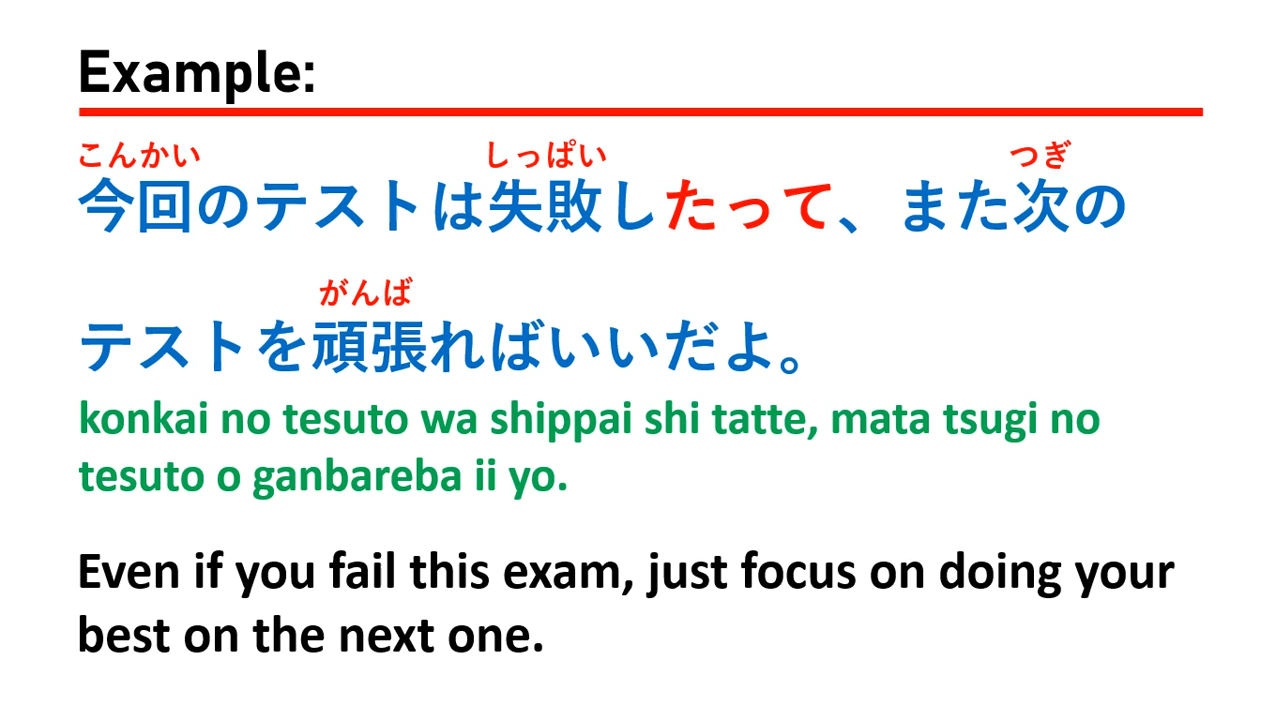 Example:
こんかい しっぱい つぎ
今回のテストは失敗したって、また次の
がんば
テストを頑張ればいいだよ。
konkai no tesuto wa shippai shi tatte, mata tsugi no
tesuto o ganbareba ii yo.
Even if you fail this exam, just focus on doing your
best on the next one.